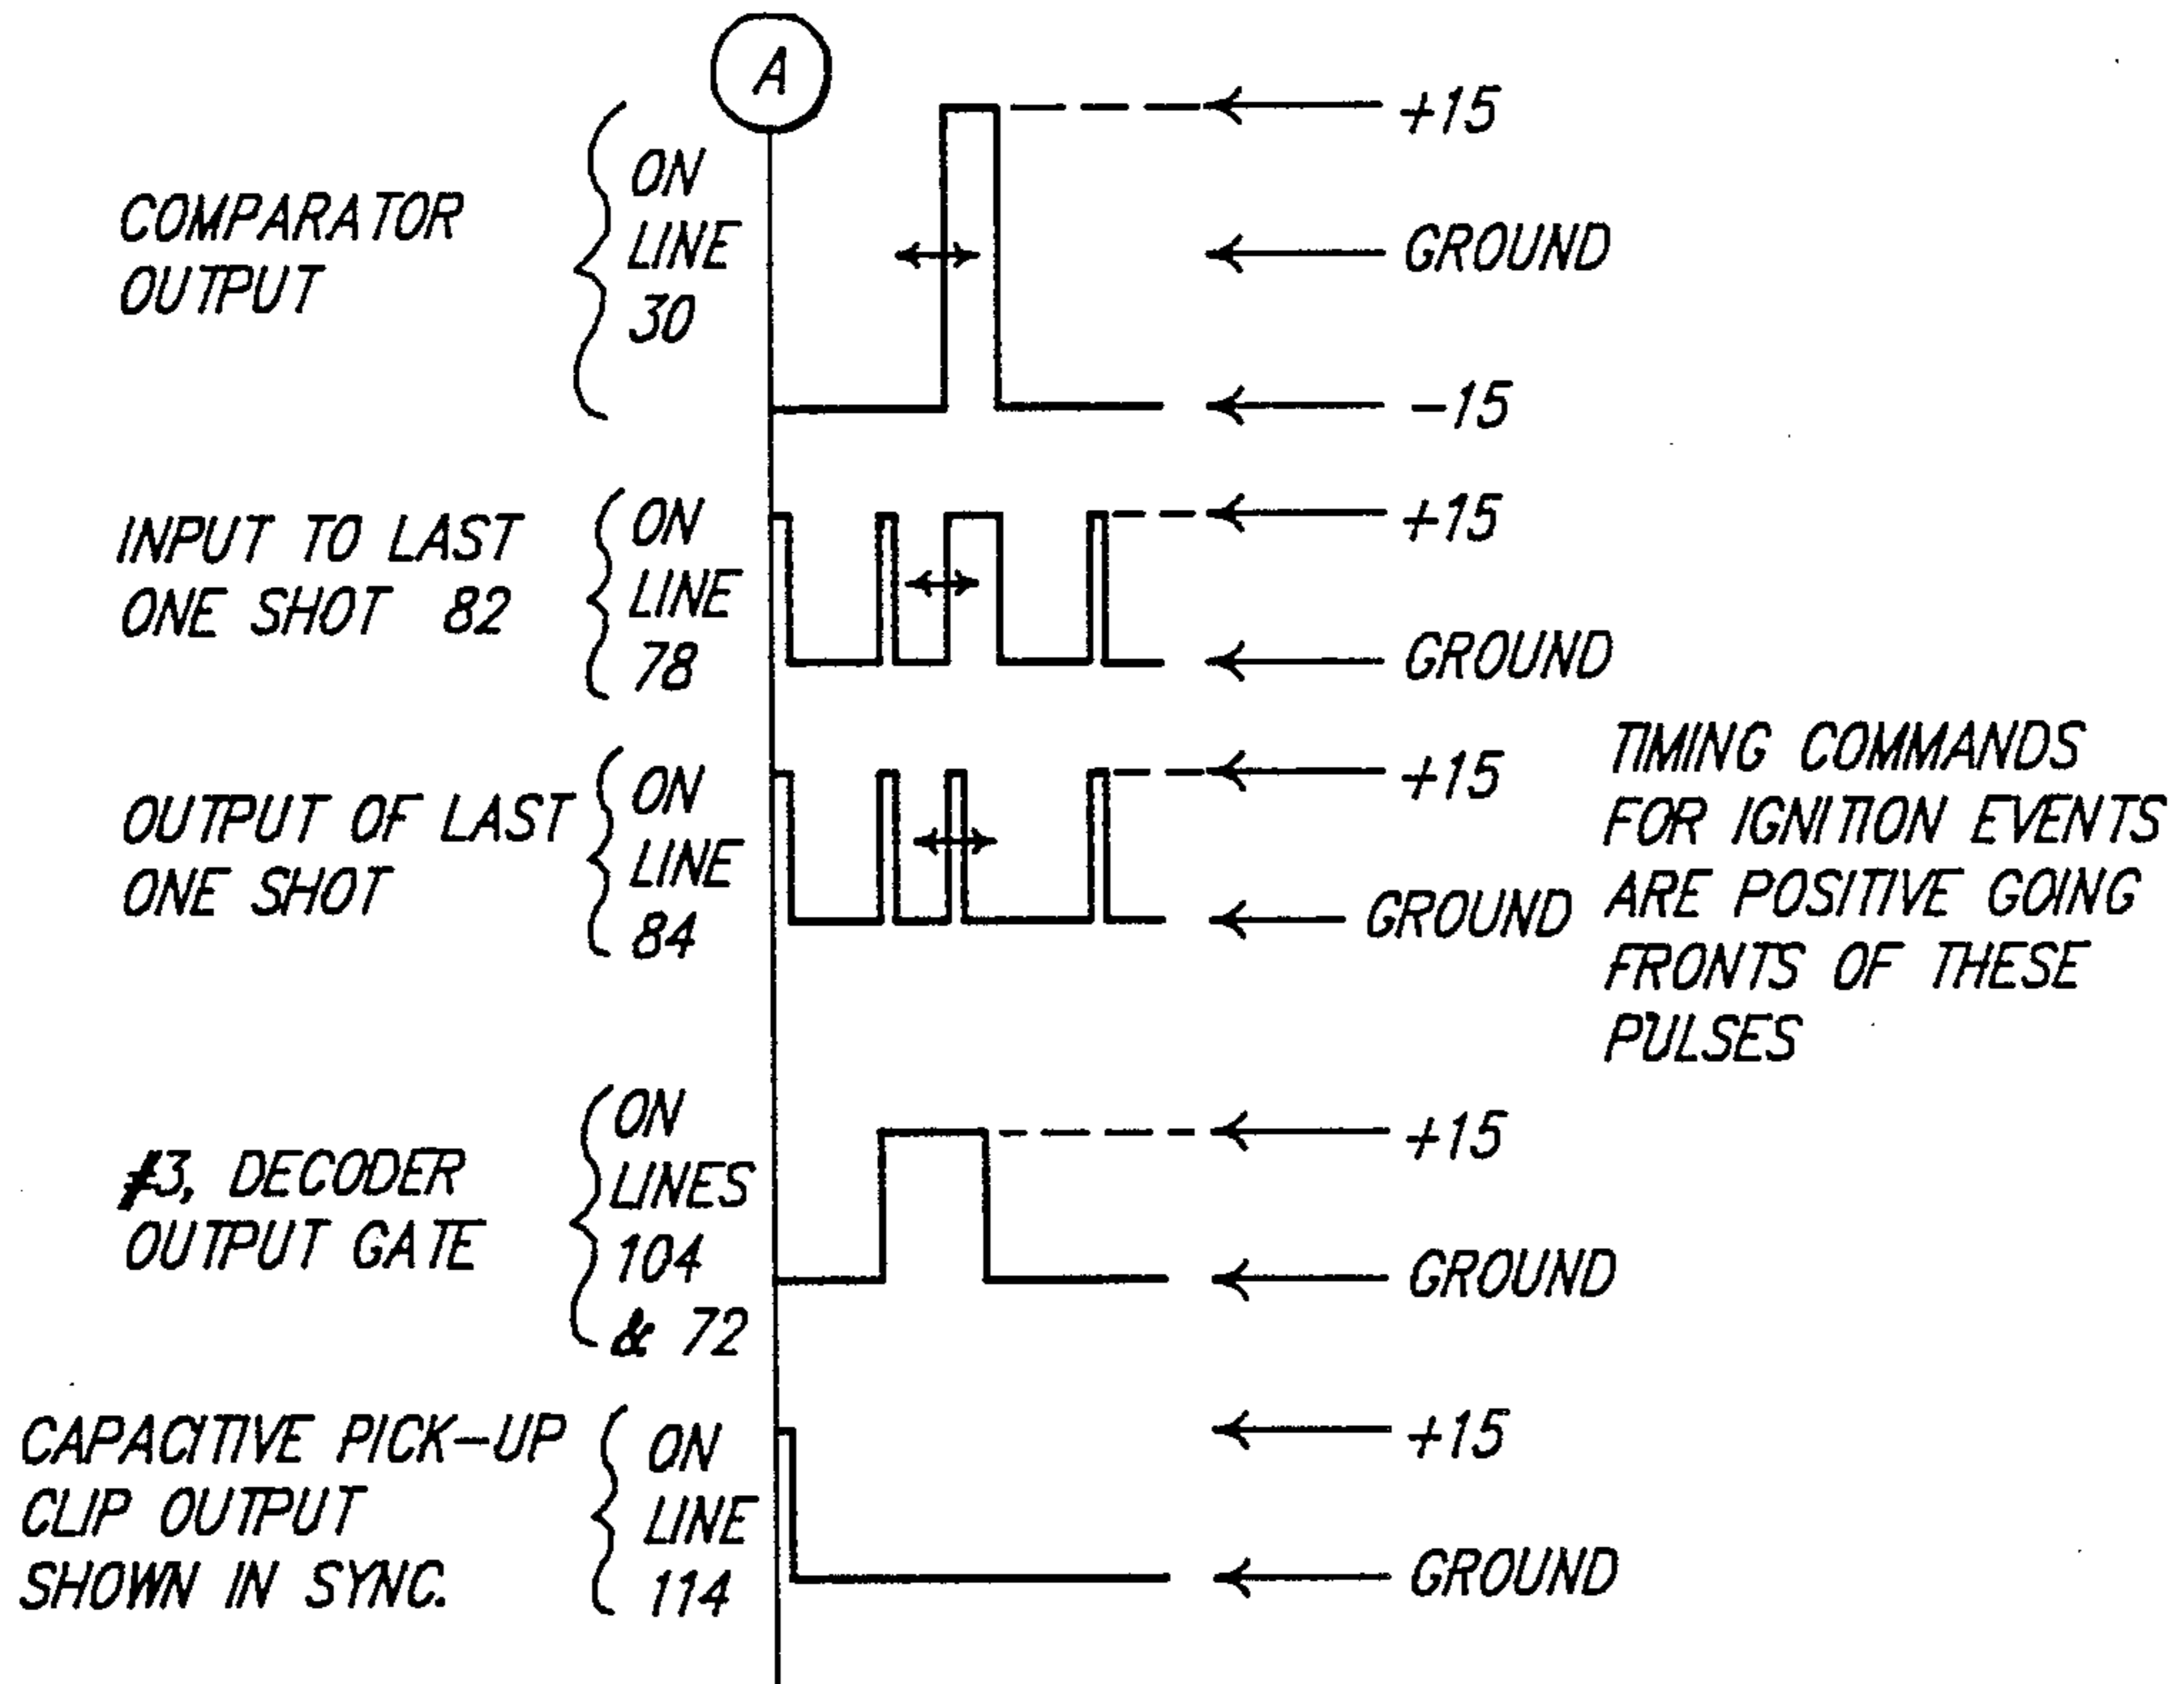 A
COMPARATOR
OUTPUT
ON
LINE
30
+15
GROUND
-15
INPUT TO LAST
ONE SHOT 82
ON
LINE
78
+15
GROUND
OUTPUT OF LAST
ONE SHOT
ON
LINE
84
+15
GROUND
TIMING COMMANDS
FOR IGNITION EVENTS
ARE POSITIVE GOING
FRONTS OF THESE
PULSES
#3, DECODER
OUTPUT GATE
ON
LINES
104
& 72
+15
GROUND
CAPACITIVE PICK-UP
CLIP OUTPUT
SHOWN IN SYNC.
ON
LINE
114
+15
GROUND